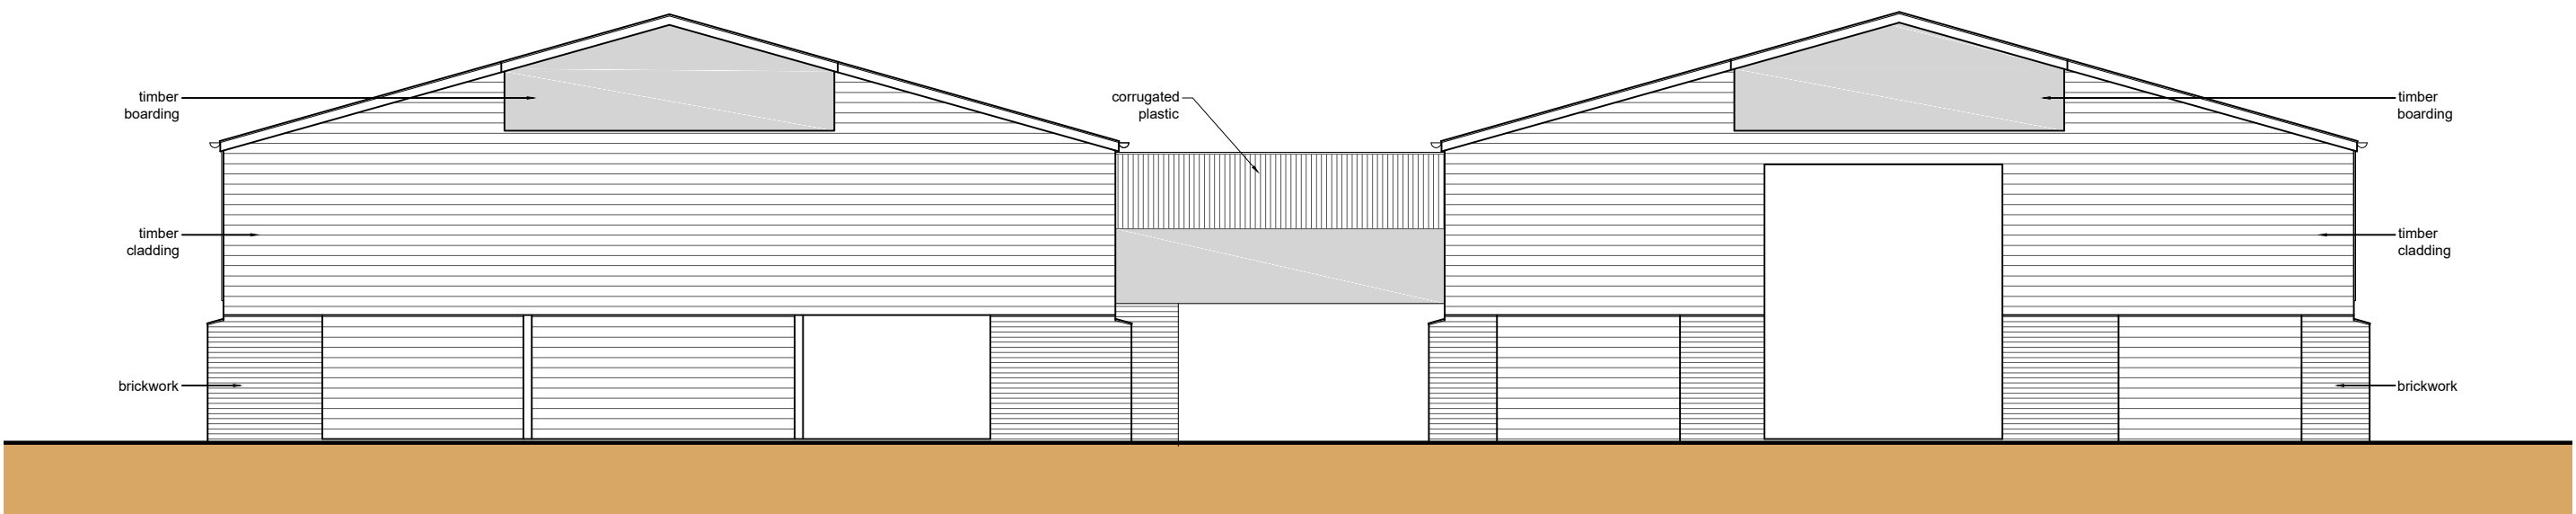 timber
boarding
corrugated
plastic
timber
boarding
timber
cladding
timber
cladding
brickwork
brickwork